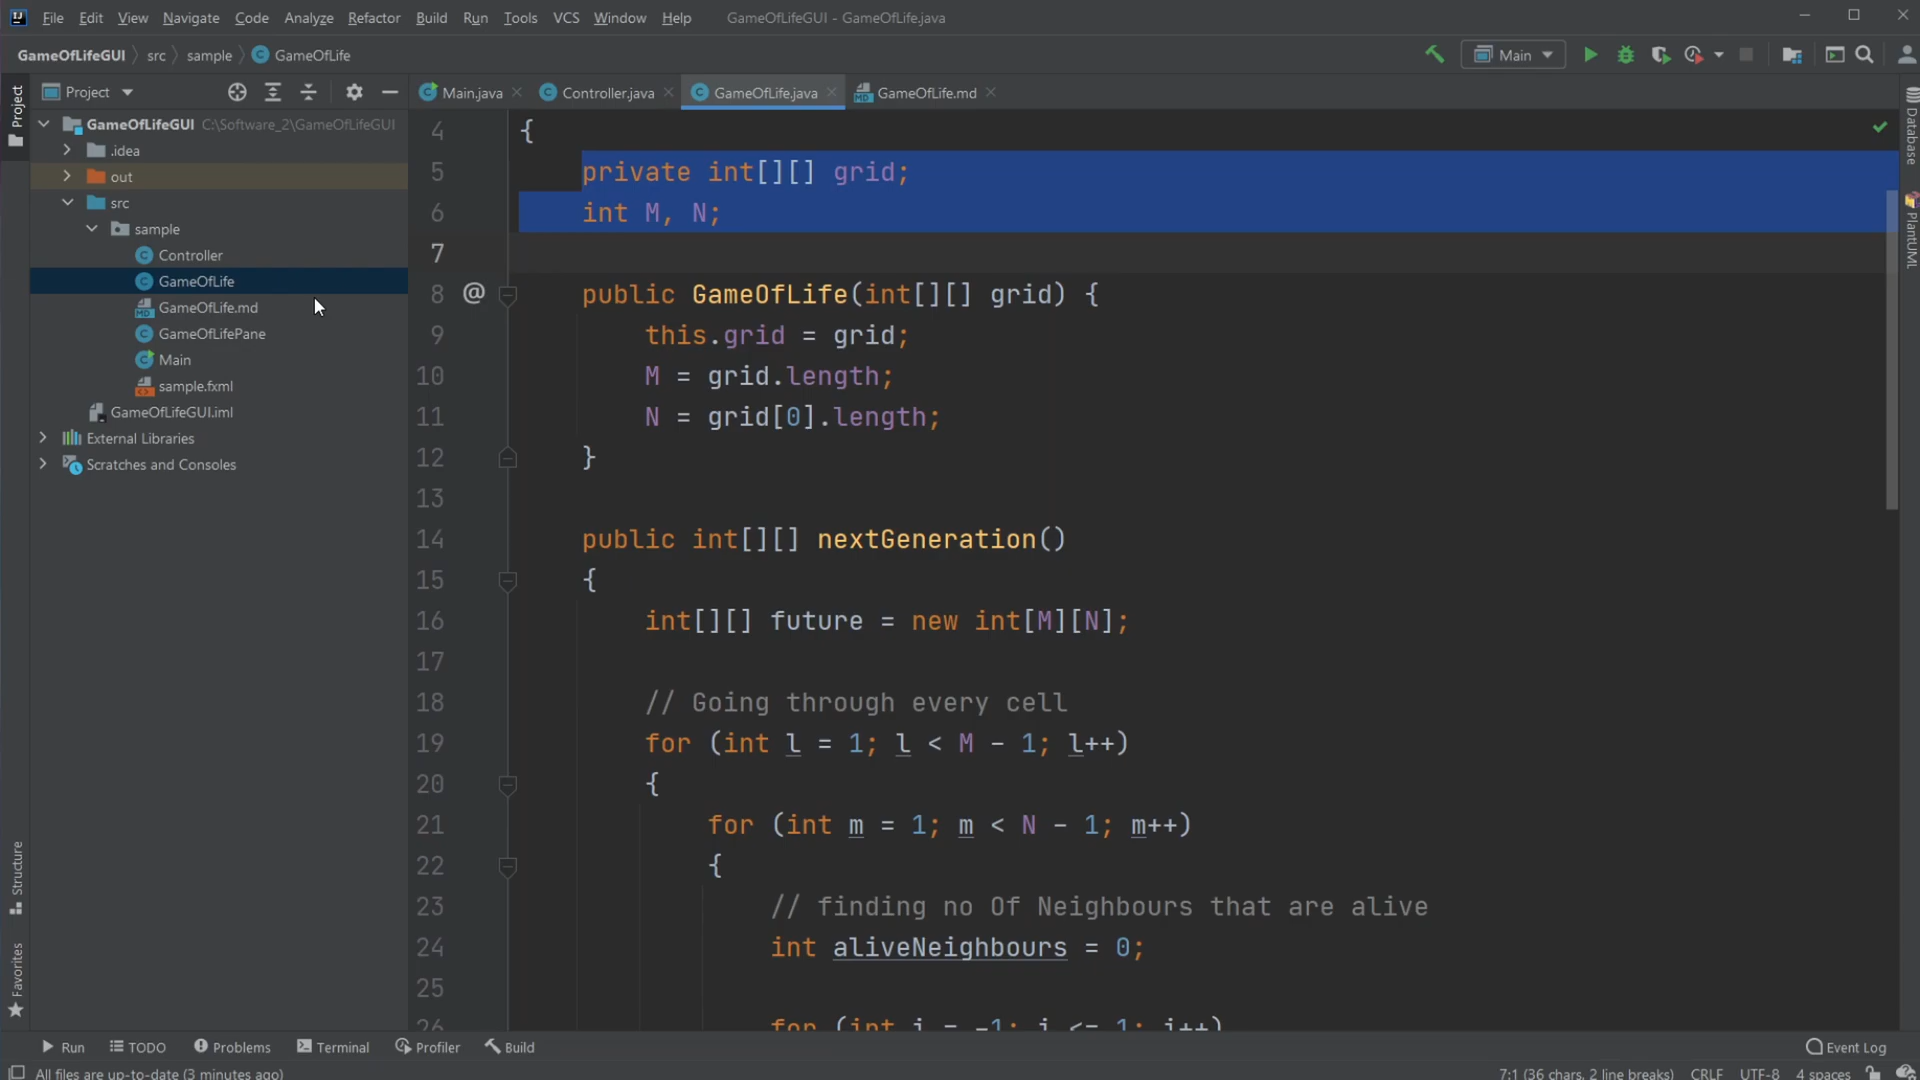 File Edit View Navigate Code Analyze Refactor Build Run Tools VCS Window Help GameOfLifeGUI - GameOfLife.java
GameOfLifeGUI src sample GameOfLife Main
Project
Main.java Controller.java GameOfLife.java GameOfLife.md
Project
GameOfLifeGUI C:\Software_2\GameOfLifeGUI
.idea
out
src
sample
Controller
GameOfLife
GameOfLife.md
GameOfLifePane
Main
sample.fxml
GameOfLifeGUI.iml
External Libraries
Scratches and Consoles
Structure
Favorites
4 {
5 private int[][] grid;
6 int M, N;
7
8 @ public GameOfLife(int[][] grid) {
9 this.grid = grid;
10 M = grid.length;
11 N = grid[0].length;
12 }
13
14 public int[][] nextGeneration()
15 {
16 int[][] future = new int[M][N];
17
18 // Going through every cell
19 for (int l = 1; l < M - 1; l++)
20 {
21 for (int m = 1; m < N - 1; m++)
22 {
23 // finding no Of Neighbours that are alive
24 int aliveNeighbours = 0;
25
26 for (int i = -1; i <= 1; i++)
Database
PlantUML
Run TODO Problems Terminal Profiler Build Event Log
All files are up-to-date (3 minutes ago) 7:1 (36 chars, 2 line breaks) CRLF UTF-8 4 spaces